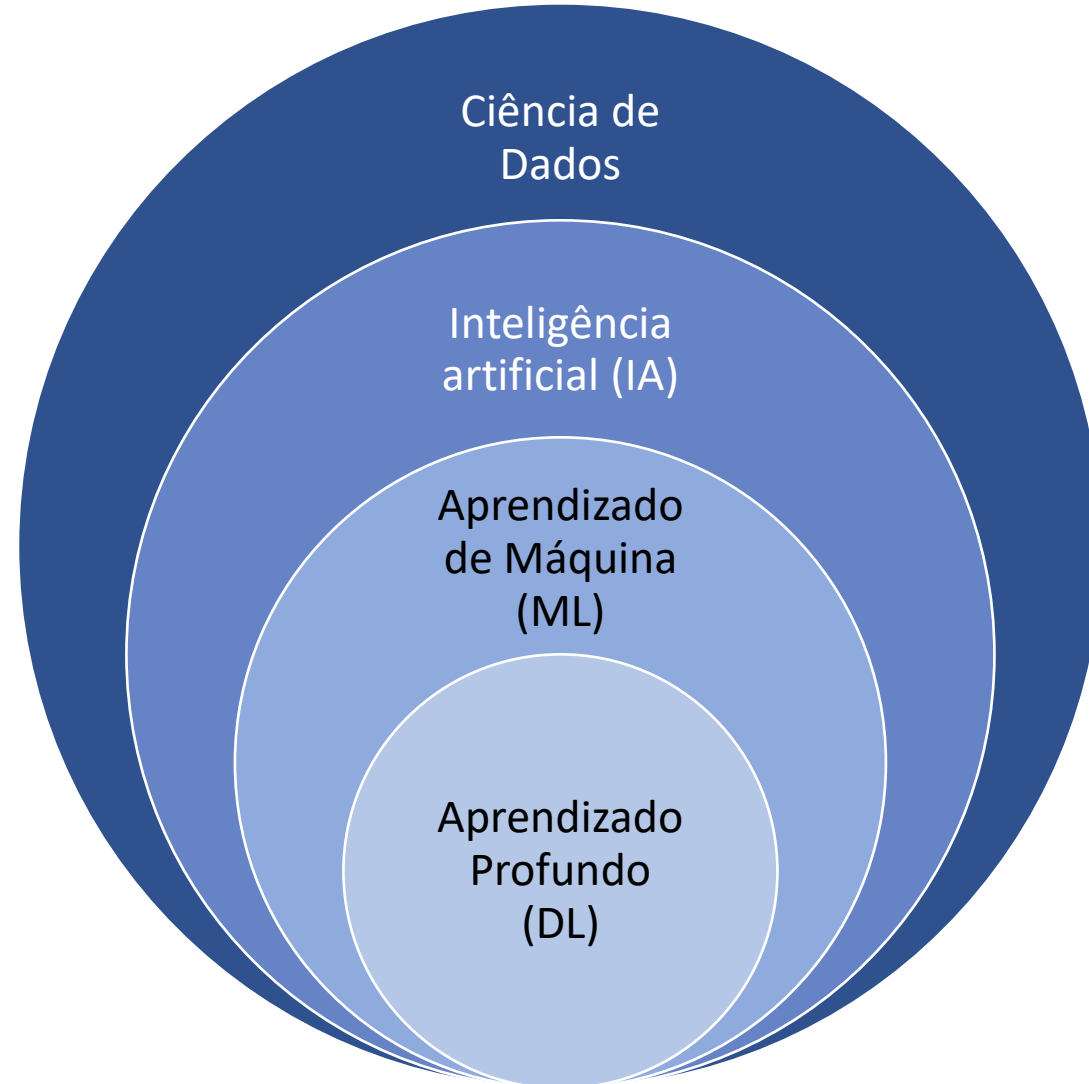 Ciência de
Dados
Inteligência
artificial (IA)
Aprendizado
de Máquina
(ML)
Aprendizado
Profundo
(DL)